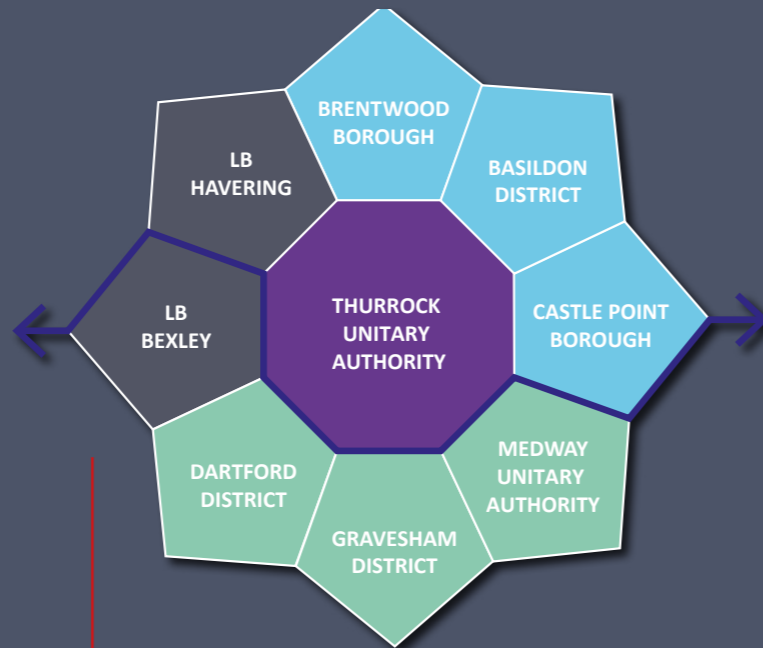 BRENTWOOD
BOROUGH
LB
HAVERING
BASILDON
DISTRICT
THURROCK
UNITARY
AUTHORITY
LB
BEXLEY
CASTLE POINT
BOROUGH
DARTFORD
DISTRICT
MEDWAY
UNITARY
AUTHORITY
GRAVESHAM
DISTRICT